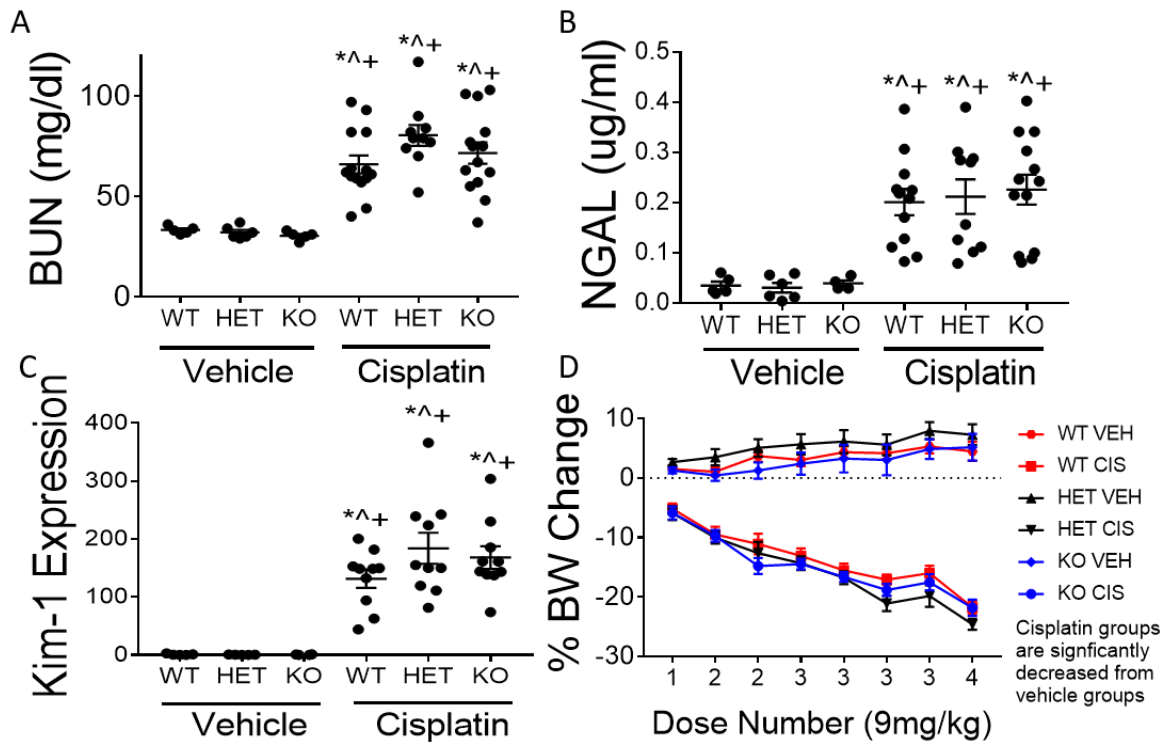 A
BUN (mg/dl)
100
50
0
*^+
*^+
*^+
WT HET KO WT HET KO
Vehicle Cisplatin
B
NGAL (ug/ml)
0.5
0.4
0.3
0.2
0.1
0.0
*^+ *^+ *^+
WT HET KO WT HET KO
Vehicle Cisplatin
C
Kim-1 Expression
400
300
200
100
0
*^+
*^+
*^+
WT HET KO WT HET KO
Vehicle Cisplatin
D
% BW Change
10
0
-10
-20
-30
1 2 2 3 3 3 3 4
Dose Number (9mg/kg)
WT VEH
WT CIS
HET VEH
HET CIS
KO VEH
KO CIS
Cisplatin groups
are signficantly
decreased from
vehicle groups